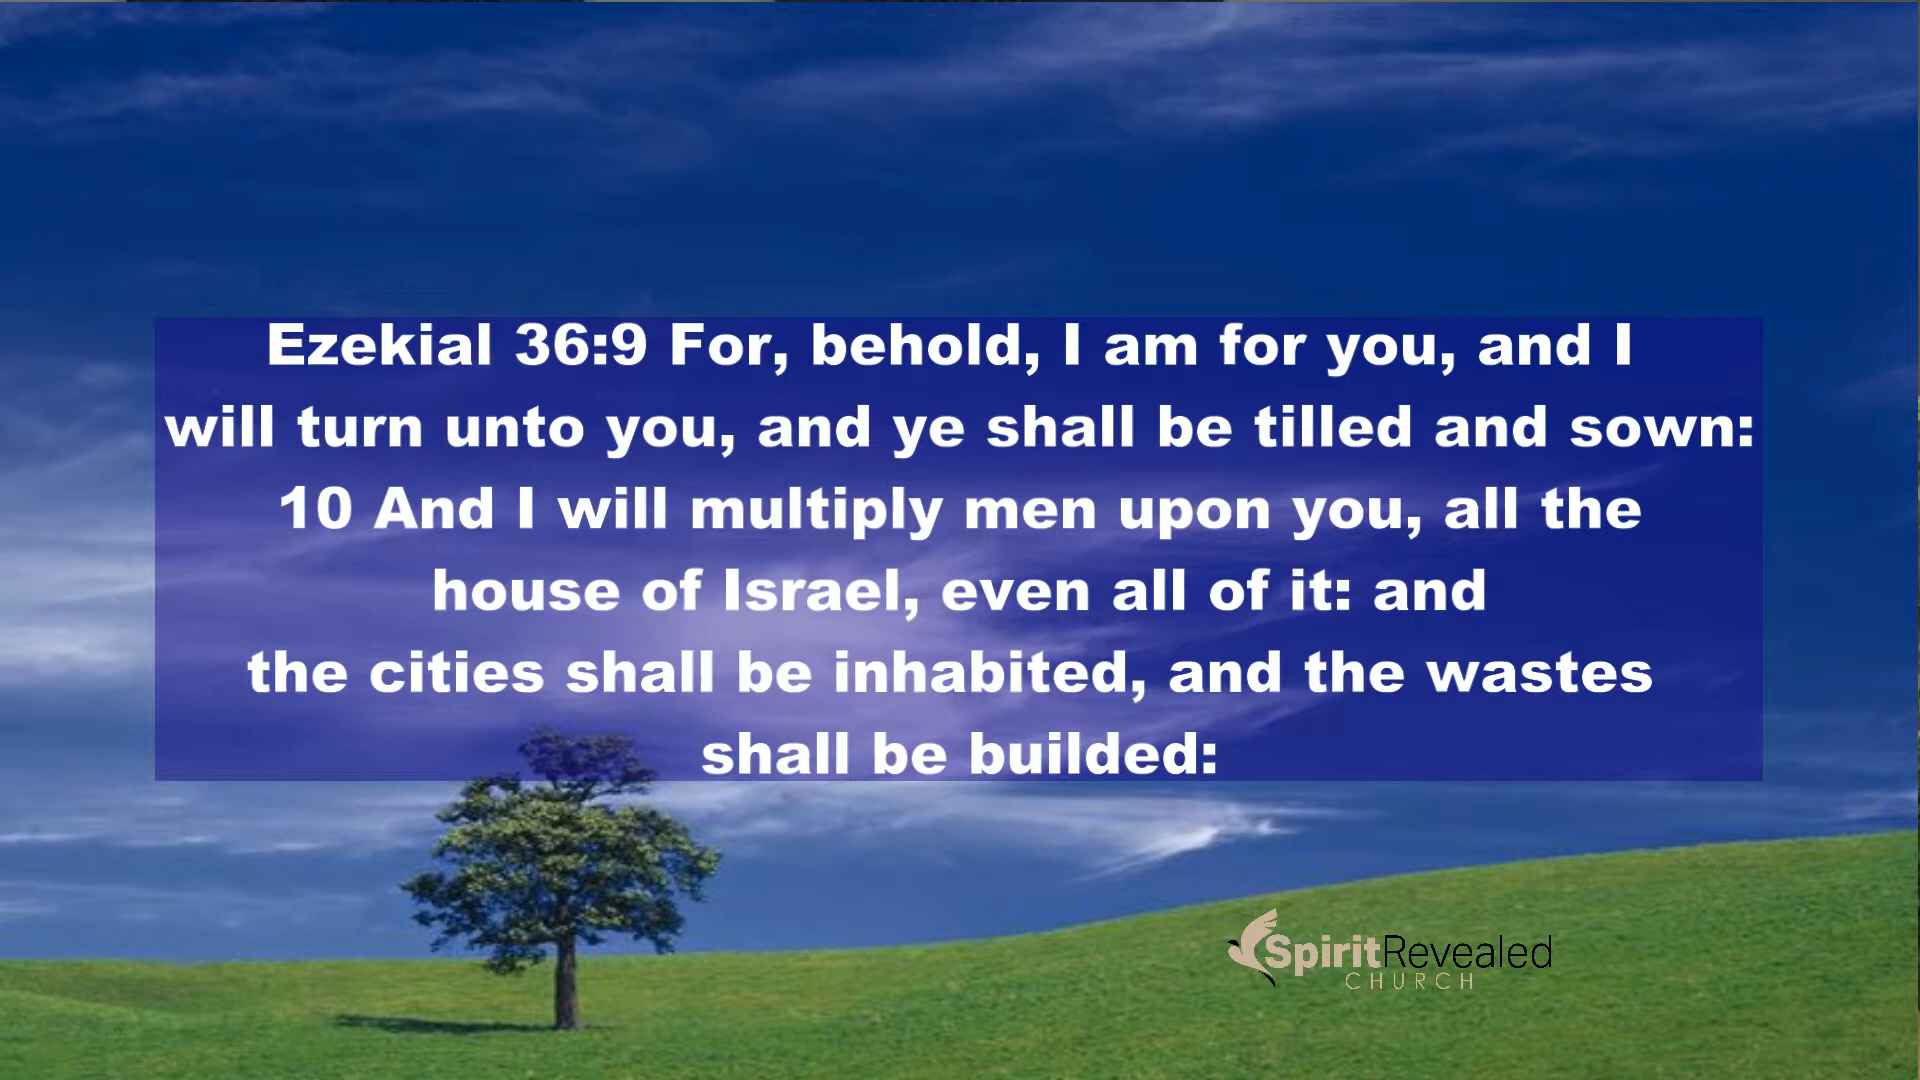 Ezekial 36:9 For, behold, I am for you, and I
will turn unto you, and ye shall be tilled and sown:
10 And I will multiply men upon you, all the
house of Israel, even all of it: and
the cities shall be inhabited, and the wastes
shall be builded:
SpiritRevealed
CHURCH